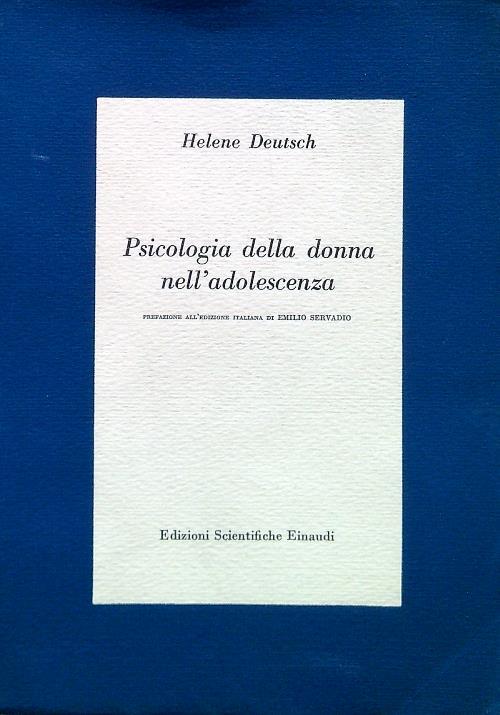 Helene Deutsch
Psicologia della donna
nell'adolescenza
PREFAZIONE ALL'EDIZIONE ITALIANA DI EMILIO SERVADIO
Edizioni Scientifiche Einaudi